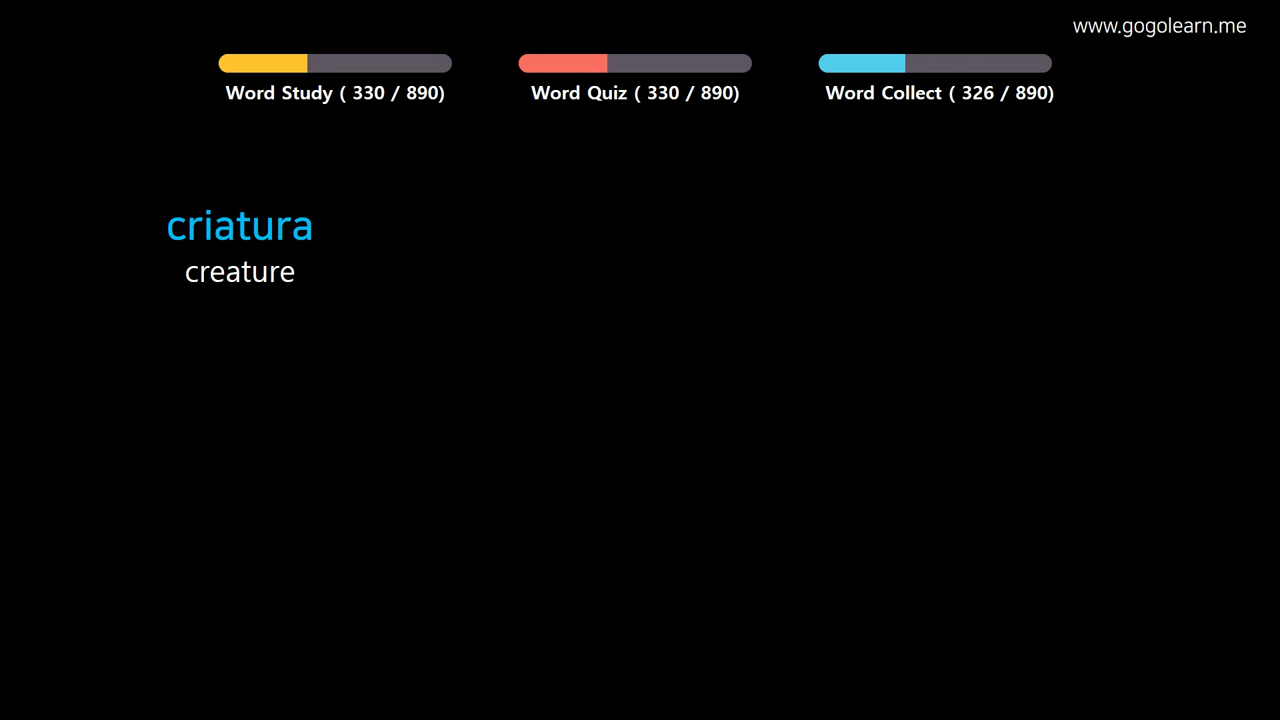 www.gogolearn.me
Word Study ( 330 / 890)
Word Quiz ( 330 / 890)
Word Collect ( 326 / 890)
criatura
creature